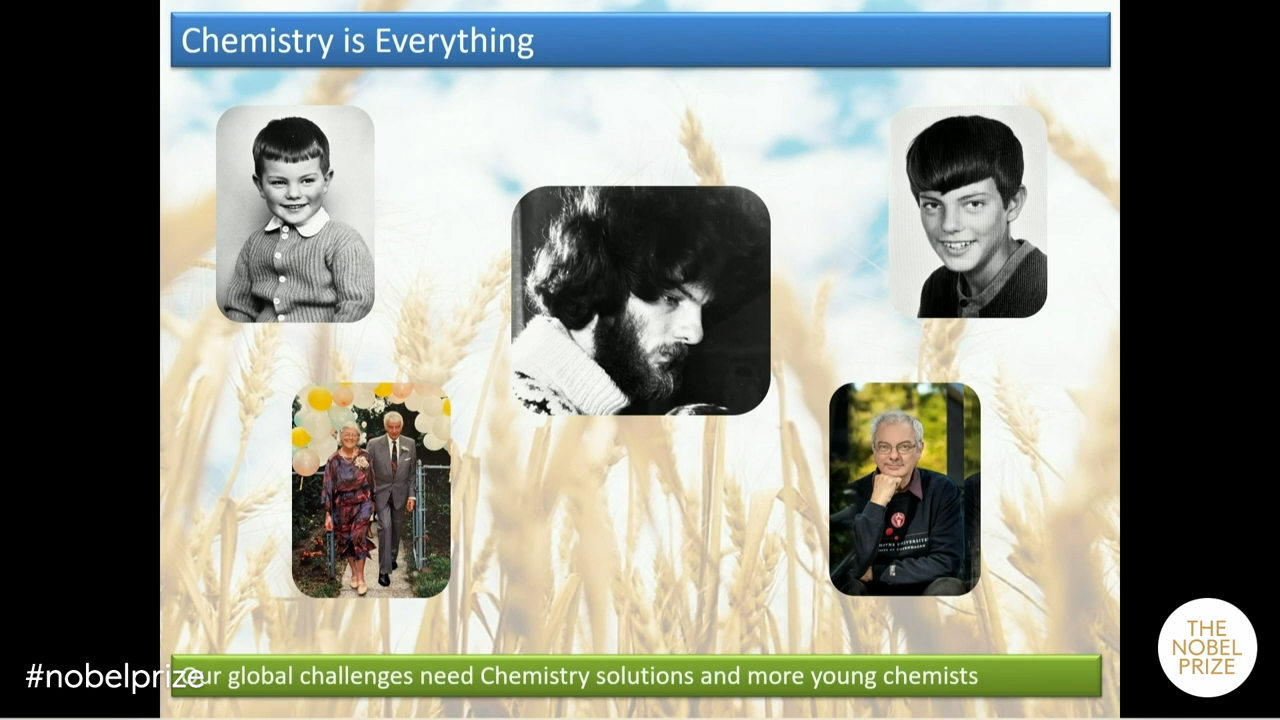 Chemistry is Everything
#nobelprize
Our global challenges need Chemistry solutions and more young chemists
THE
NOBEL
PRIZE